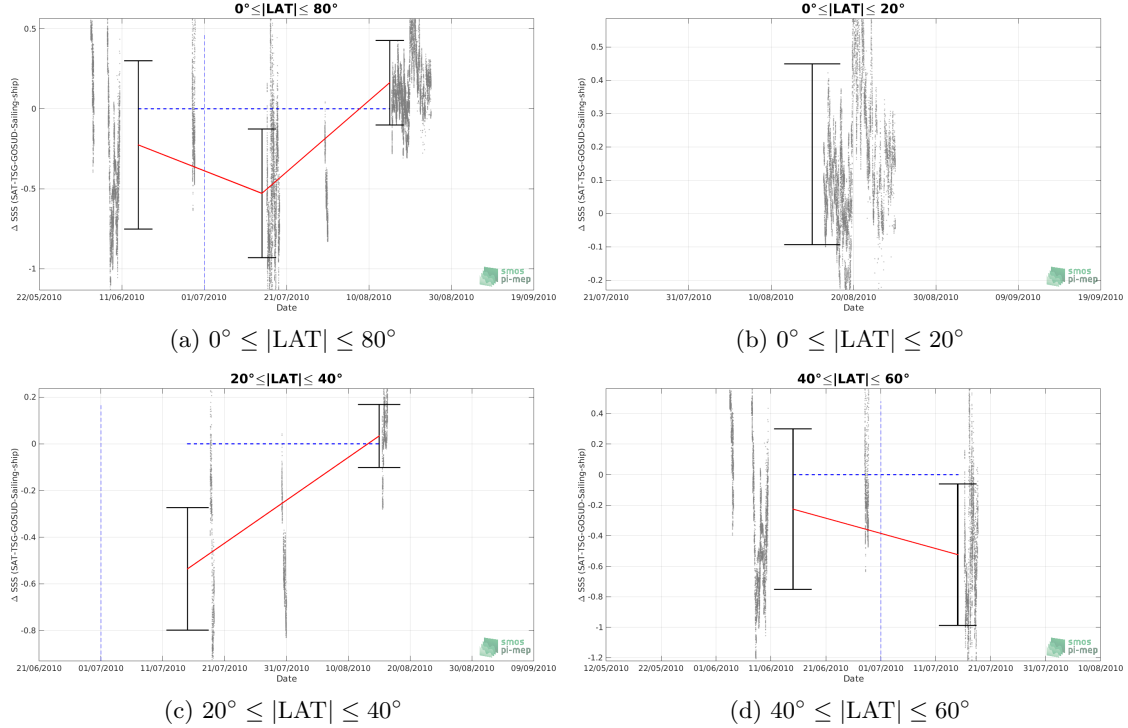 0°≤|LAT|≤ 80°
Δ SSS (SAT-TSG-GOSUD-Sailing-ship)
0.5
0
-0.5
-1
22/05/2010 11/06/2010 01/07/2010 21/07/2010 10/08/2010 30/08/2010 19/09/2010
Date
smos
pi-mep
(a) 0° ≤ |LAT| ≤ 80°
0°≤|LAT|≤ 20°
Δ SSS (SAT-TSG-GOSUD-Sailing-ship)
0.5
0.4
0.3
0.2
0.1
0
-0.1
-0.2
21/07/2010 31/07/2010 10/08/2010 20/08/2010 30/08/2010 09/09/2010 19/09/2010
Date
smos
pi-mep
(b) 0° ≤ |LAT| ≤ 20°
20°≤|LAT|≤ 40°
Δ SSS (SAT-TSG-GOSUD-Sailing-ship)
0.2
0
-0.2
-0.4
-0.6
-0.8
21/06/2010 01/07/2010 11/07/2010 20/07/2010 31/07/2010 10/08/2010 20/08/2010 30/08/2010 09/09/2010
Date
smos
pi-mep
(c) 20° ≤ |LAT| ≤ 40°
40°≤|LAT|≤ 60°
Δ SSS (SAT-TSG-GOSUD-Sailing-ship)
0.4
0.2
0
-0.2
-0.4
-0.6
-0.8
-1
-1.2
12/05/2010 22/05/2010 01/06/2010 11/06/2010 21/06/2010 01/07/2010 11/07/2010 21/07/2010 31/07/2010 10/08/2010
Date
smos
pi-mep
(d) 40° ≤ |LAT| ≤ 60°